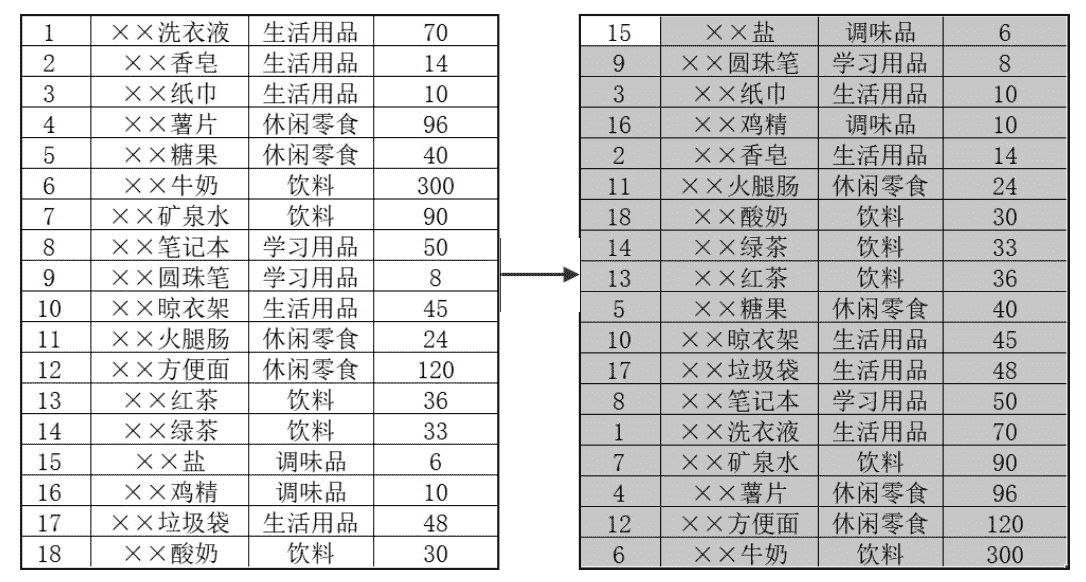 1 ××洗衣液 生活用品 70
2 ××香皂 生活用品 14
3 ××纸巾 生活用品 10
4 ××薯片 休闲零食 96
5 ××糖果 休闲零食 40
6 ××牛奶 饮料 300
7 ××矿泉水 饮料 90
8 ××笔记本 学习用品 50
9 ××圆珠笔 学习用品 8
10 ××晾衣架 生活用品 45
11 ××火腿肠 休闲零食 24
12 ××方便面 休闲零食 120
13 ××红茶 饮料 36
14 ××绿茶 饮料 33
15 ××盐 调味品 6
16 ××鸡精 调味品 10
17 ××垃圾袋 生活用品 48
18 ××酸奶 饮料 30
15 ××盐 调味品 6
9 ××圆珠笔 学习用品 8
3 ××纸巾 生活用品 10
16 ××鸡精 调味品 10
2 ××香皂 生活用品 14
11 ××火腿肠 休闲零食 24
18 ××酸奶 饮料 30
14 ××绿茶 饮料 33
13 ××红茶 饮料 36
5 ××糖果 休闲零食 40
10 ××晾衣架 生活用品 45
17 ××垃圾袋 生活用品 48
8 ××笔记本 学习用品 50
1 ××洗衣液 生活用品 70
7 ××矿泉水 饮料 90
4 ××薯片 休闲零食 96
12 ××方便面 休闲零食 120
6 ××牛奶 饮料 300